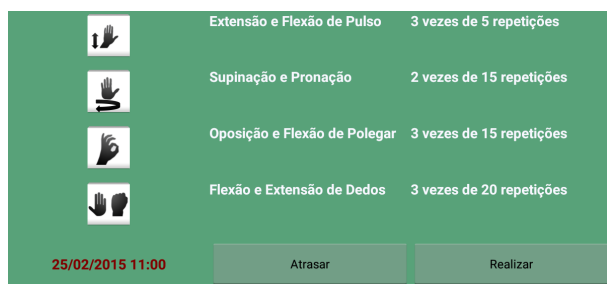 Extensão e Flexão de Pulso 3 vezes de 5 repetições
Supinação e Pronação 2 vezes de 15 repetições
Oposição e Flexão de Polegar 3 vezes de 15 repetições
Flexão e Extensão de Dedos 3 vezes de 20 repetições
25/02/2015 11:00 Atrasar Realizar